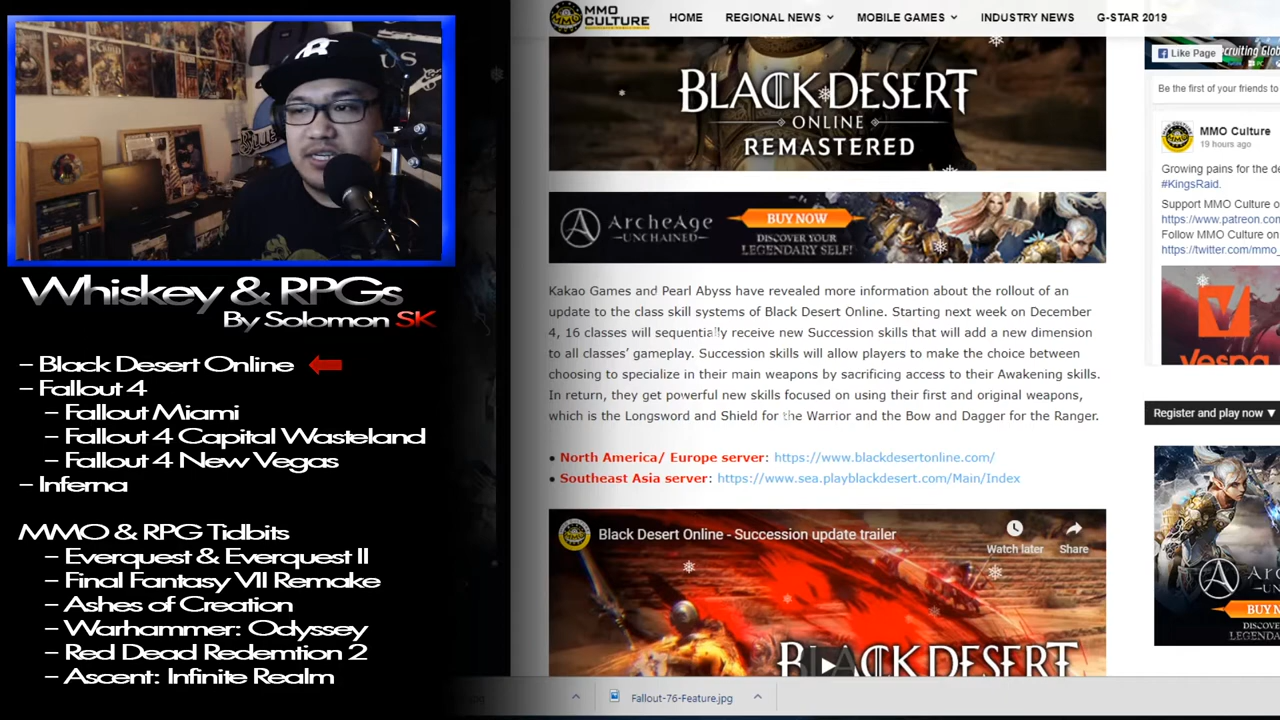 MMO CULTURE
HOME REGIONAL NEWS MOBILE GAMES INDUSTRY NEWS G-STAR 2019
Whiskey & RPGs
By Solomon SK
– Black Desert Online
– Fallout 4
– Fallout Miami
– Fallout 4 Capital Wasteland
– Fallout 4 New Vegas
– Inferna
MMO & RPG Tidbits
– Everquest & Everquest II
– Final Fantasy VII Remake
– Ashes of Creation
– Warhammer: Odyssey
– Red Dead Redemtion 2
– Ascent: Infinite Realm
BLACK DESERT
ONLINE
REMASTERED
ARCHEAGE
UNCHAINED
BUY NOW
DISCOVER YOUR
LEGENDARY SELF!
Kakao Games and Pearl Abyss have revealed more information about the rollout of an
update to the class skill systems of Black Desert Online. Starting next week on December
4, 16 classes will sequentially receive new Succession skills that will add a new dimension
to all classes’ gameplay. Succession skills will allow players to make the choice between
choosing to specialize in their main weapons by sacrificing access to their Awakening skills.
In return, they get powerful new skills focused on using their first and original weapons,
which is the Longsword and Shield for the Warrior and the Bow and Dagger for the Ranger.
• North America/ Europe server: https://www.blackdesertonline.com/
• Southeast Asia server: https://www.sea.playblackdesert.com/Main/Index
Black Desert Online - Succession update trailer
Watch later Share
BLACK DESERT
Fallout-76-Feature.jpg
Like Page
Be the first of your friends to
MMO Culture
19 hours ago
Growing pains for the de
#KingsRaid.
Support MMO Culture o
https://www.patreon.com
Follow MMO Culture on
https://twitter.com/mmo_
Vespa
Register and play now ▼
BUY N
DISCOVE
LEGENDA